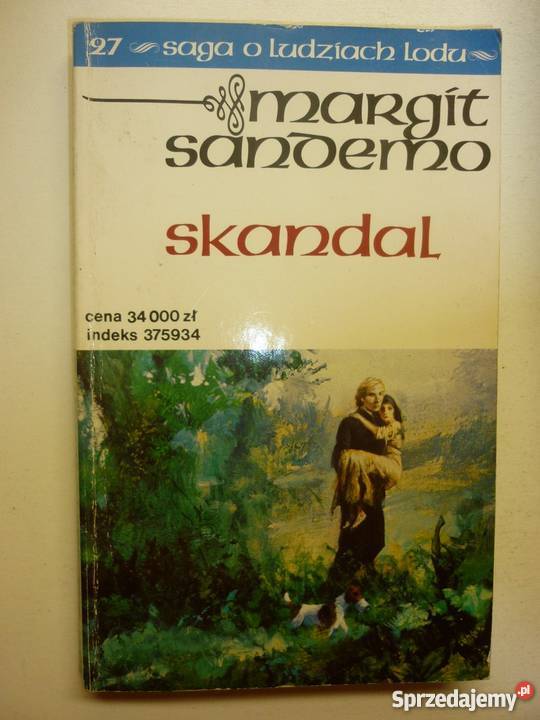 27 saga o ludziach lodu
margit
sandemo
skandal
cena 34 000 zł
indeks 375934
Sprzedajemy.pl